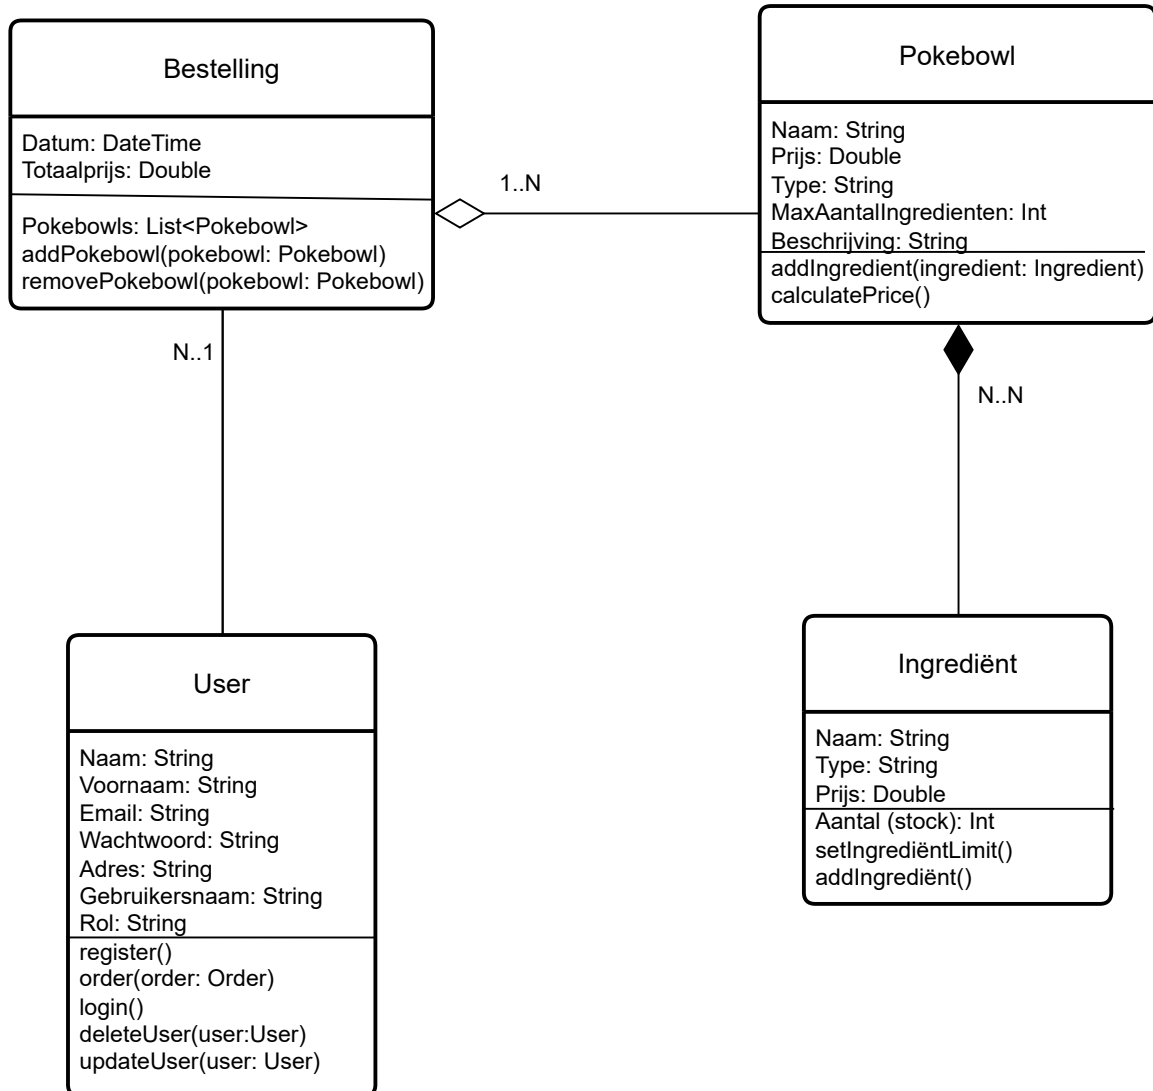 Bestelling
Datum: DateTime
Totaalprijs: Double
Pokebowls: List<Pokebowl>
addPokebowl(pokebowl: Pokebowl)
removePokebowl(pokebowl: Pokebowl)
1..N
Pokebowl
Naam: String
Prijs: Double
Type: String
MaxAantalIngredienten: Int
Beschrijving: String
addIngredient(ingredient: Ingredient)
calculatePrice()
N..1
N..N
User
Naam: String
Voornaam: String
Email: String
Wachtwoord: String
Adres: String
Gebruikersnaam: String
Rol: String
register()
order(order: Order)
login()
deleteUser(user:User)
updateUser(user: User)
Ingrediënt
Naam: String
Type: String
Prijs: Double
Aantal (stock): Int
setIngrediëntLimit()
addIngrediënt()